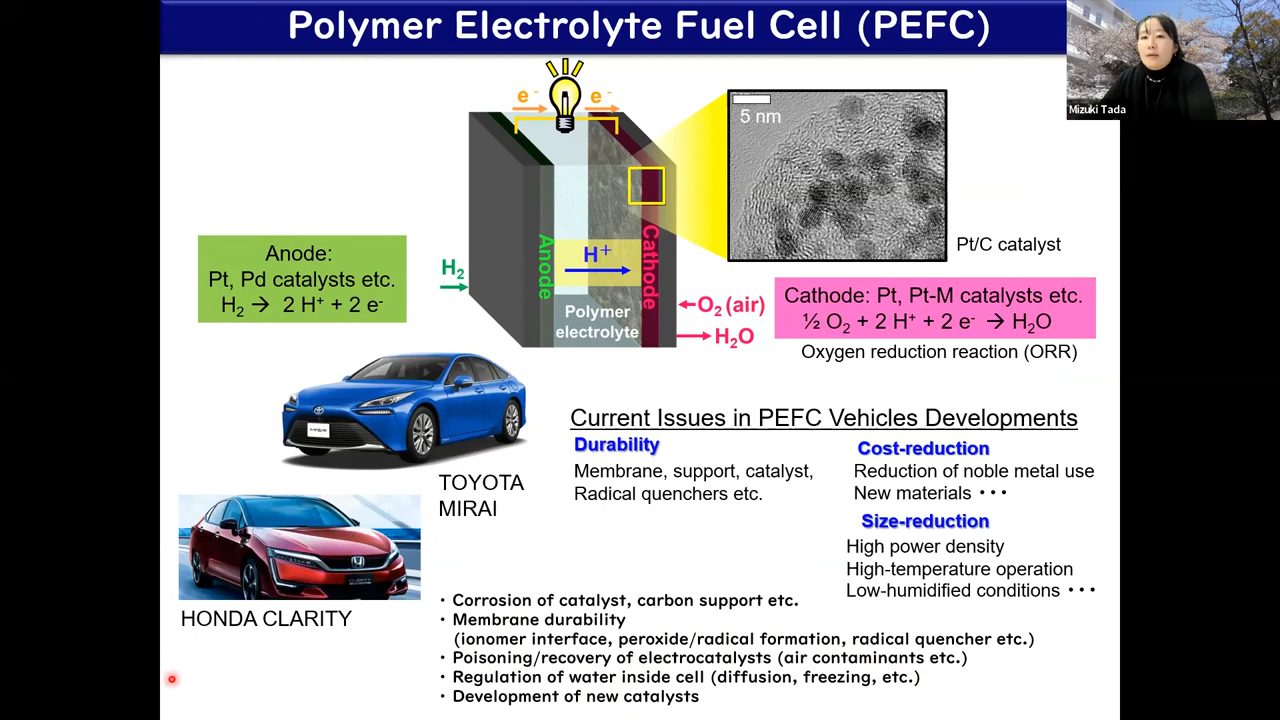 Polymer Electrolyte Fuel Cell (PEFC)
Mizuki Tada
e-
e-
5 nm
Pt/C catalyst
Anode:
Pt, Pd catalysts etc.
H2 → 2 H+ + 2 e-
H2
Anode
H+
Cathode
Polymer
electrolyte
O2 (air)
H2O
Cathode: Pt, Pt-M catalysts etc.
½ O2 + 2 H+ + 2 e- → H2O
Oxygen reduction reaction (ORR)
TOYOTA
MIRAI
HONDA CLARITY
Current Issues in PEFC Vehicles Developments
Durability
Membrane, support, catalyst,
Radical quenchers etc.
Cost-reduction
Reduction of noble metal use
New materials ・・・
Size-reduction
High power density
High-temperature operation
Low-humidified conditions ・・・
・Corrosion of catalyst, carbon support etc.
・Membrane durability
(ionomer interface, peroxide/radical formation, radical quencher etc.)
・Poisoning/recovery of electrocatalysts (air contaminants etc.)
・Regulation of water inside cell (diffusion, freezing, etc.)
・Development of new catalysts